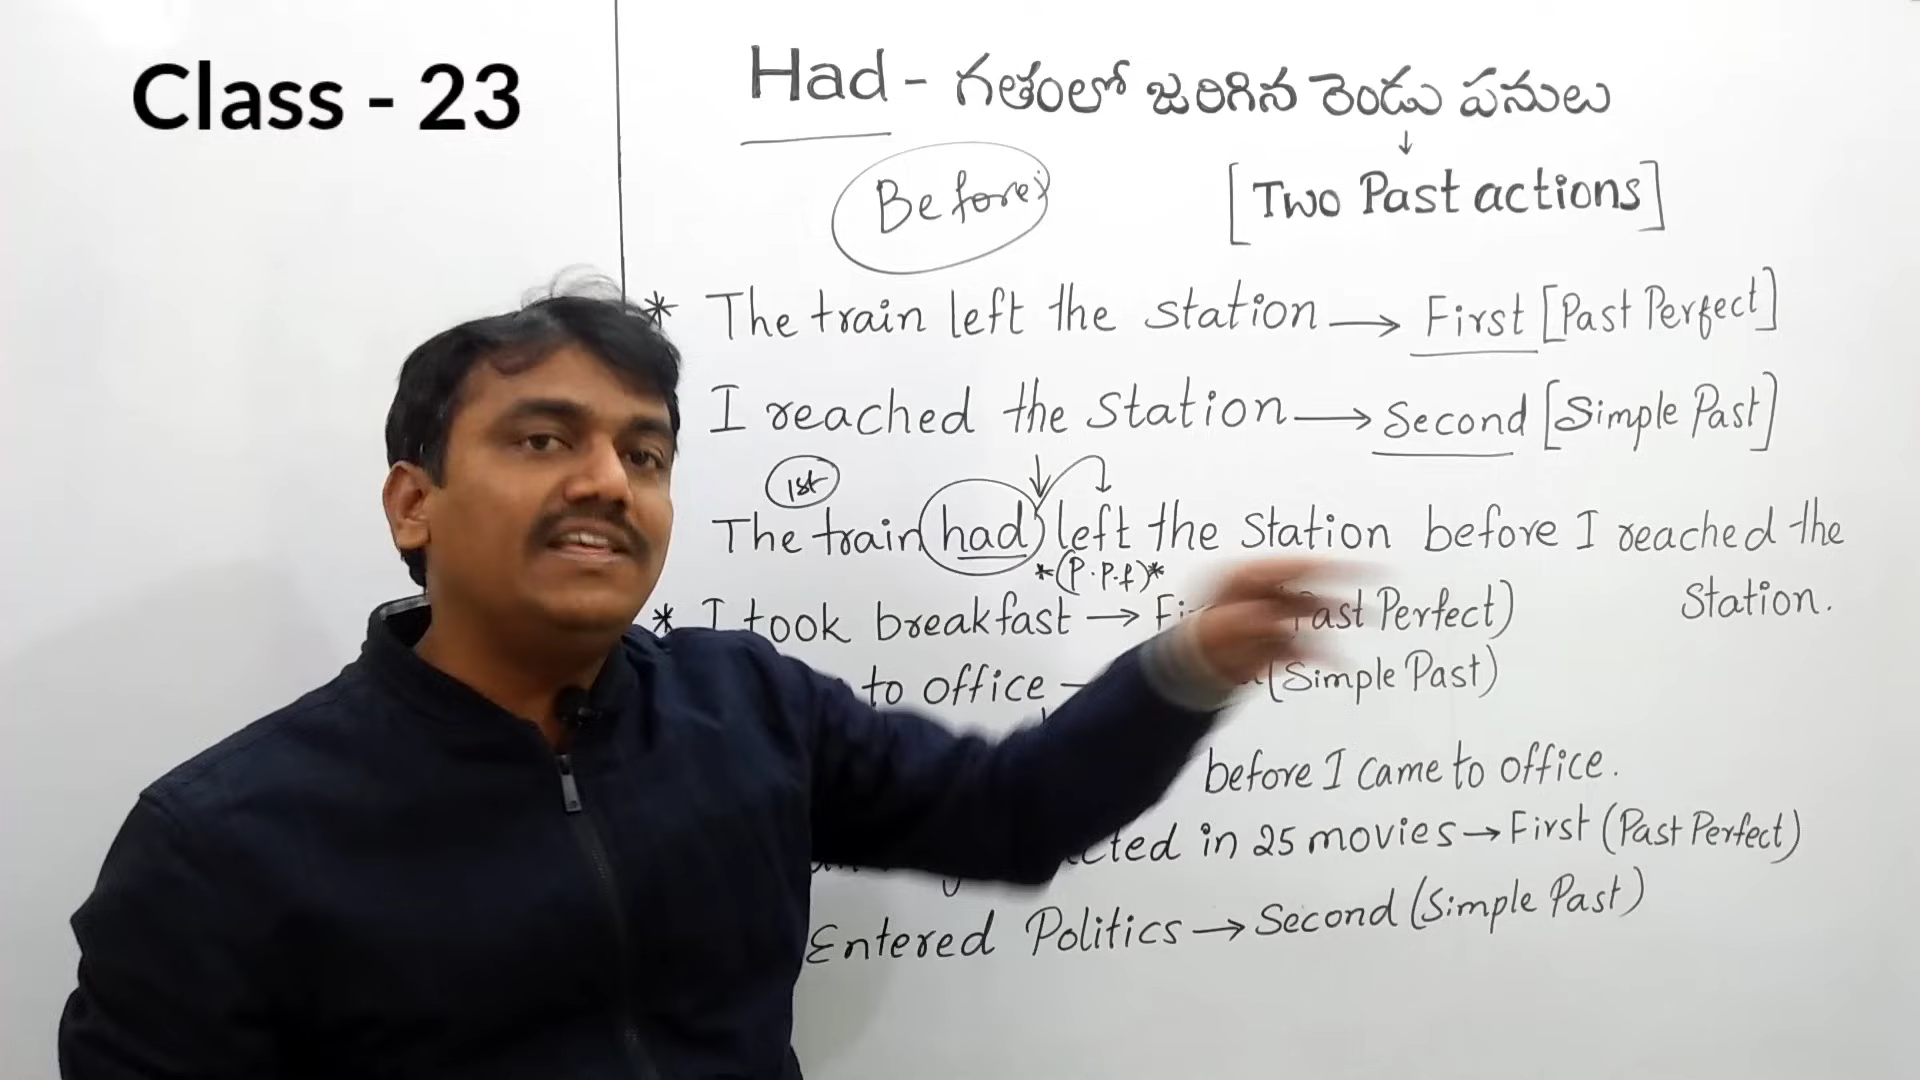 Class - 23
Had - గతంలో జరిగిన రెండు పనులు
Before
[Two Past actions]
* The train left the station → First [Past Perfect]
I reached the station → Second [Simple Past]
1st
The train had left the station before I reached the
*(P.P.f)*
station.
* I took breakfast → (Past Perfect)
to office (Simple Past)
before I came to office.
in 25 movies → First (Past Perfect)
Entered Politics → Second (Simple Past)